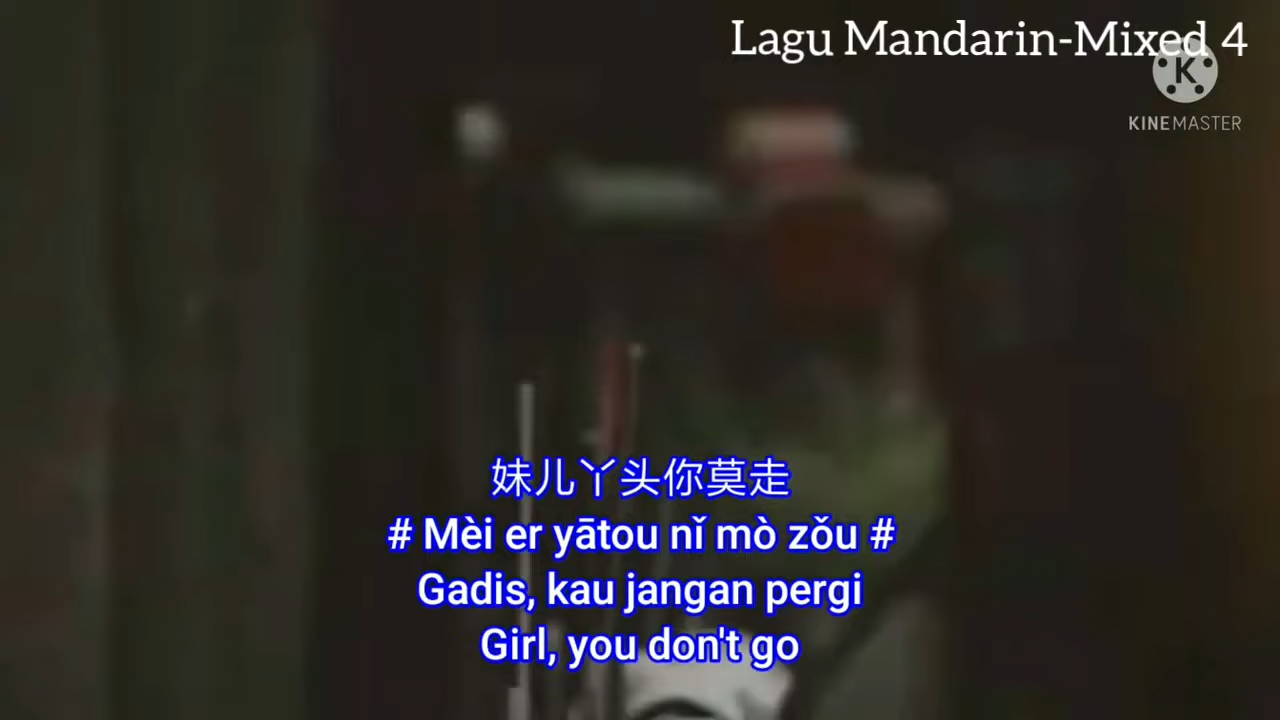 Lagu Mandarin-Mixed 4
K
KINEMASTER
妹儿丫头你莫走
# Mèi er yātou nǐ mò zǒu #
Gadis, kau jangan pergi
Girl, you don't go